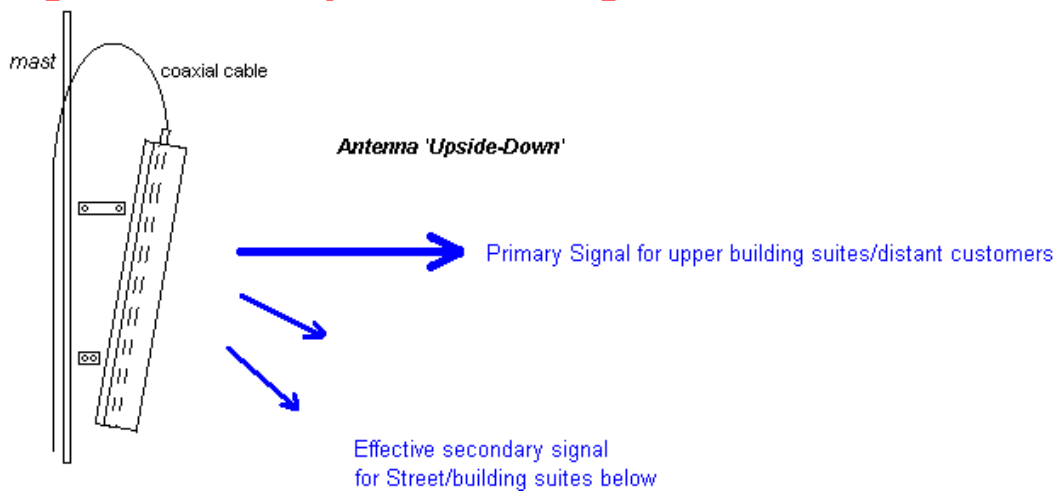 mast
coaxial cable
Antenna 'Upside-Down'
Primary Signal for upper building suites/distant customers
Effective secondary signal
for Street/building suites below